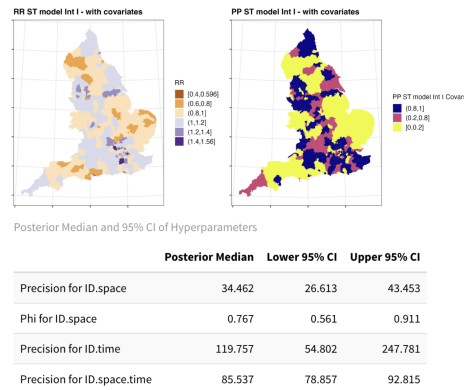 RR ST model Int I - with covariates
PP ST model Int I - with covariates
RR
[0.4,0.596]
(0.6,0.8]
(0.8,1]
(1,1.2]
(1.2,1.4]
(1.4,1.56]
PP ST model Int I Covar
(0.8,1]
(0.2,0.8]
[0,0.2]
Posterior Median and 95% CI of Hyperparameters
Posterior Median Lower 95% CI Upper 95% CI
Precision for ID.space 34.462 26.613 43.453
Phi for ID.space 0.767 0.561 0.911
Precision for ID.time 119.757 54.802 247.781
Precision for ID.space.time 85.537 78.857 92.815